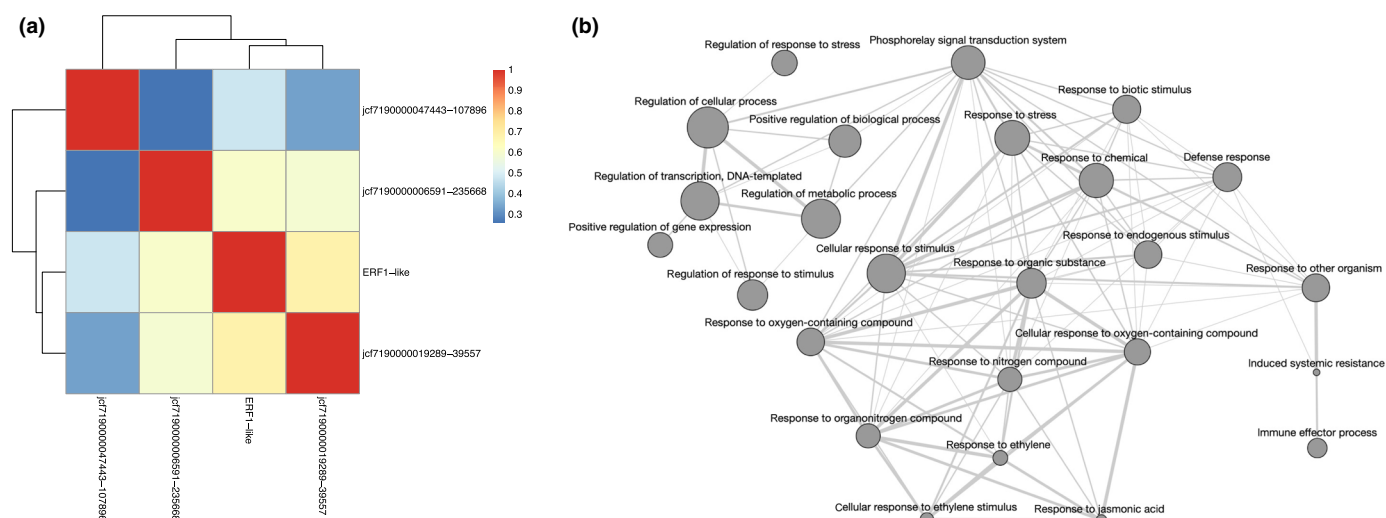 (a)
1
0.9
0.8
0.7
0.6
0.5
0.4
0.3
jcf7190000047443−107896
jcf7190000006591−235668
ERF1−like
jcf7190000019289−39557
jcf7190000047443−107896
jcf7190000006591−235668
ERF1−like
jcf7190000019289−39557
(b)
Regulation of response to stress
Phosphorelay signal transduction system
Response to biotic stimulus
Regulation of cellular process
Positive regulation of biological process
Response to stress
Response to chemical
Defense response
Regulation of transcription, DNA-templated
Regulation of metabolic process
Positive regulation of gene expression
Response to endogenous stimulus
Cellular response to stimulus
Response to organic substance
Response to other organism
Regulation of response to stimulus
Response to oxygen-containing compound
Cellular response to oxygen-containing compound
Response to nitrogen compound
Induced systemic resistance
Response to organonitrogen compound
Response to ethylene
Immune effector process
Cellular response to ethylene stimulus
Response to jasmonic acid